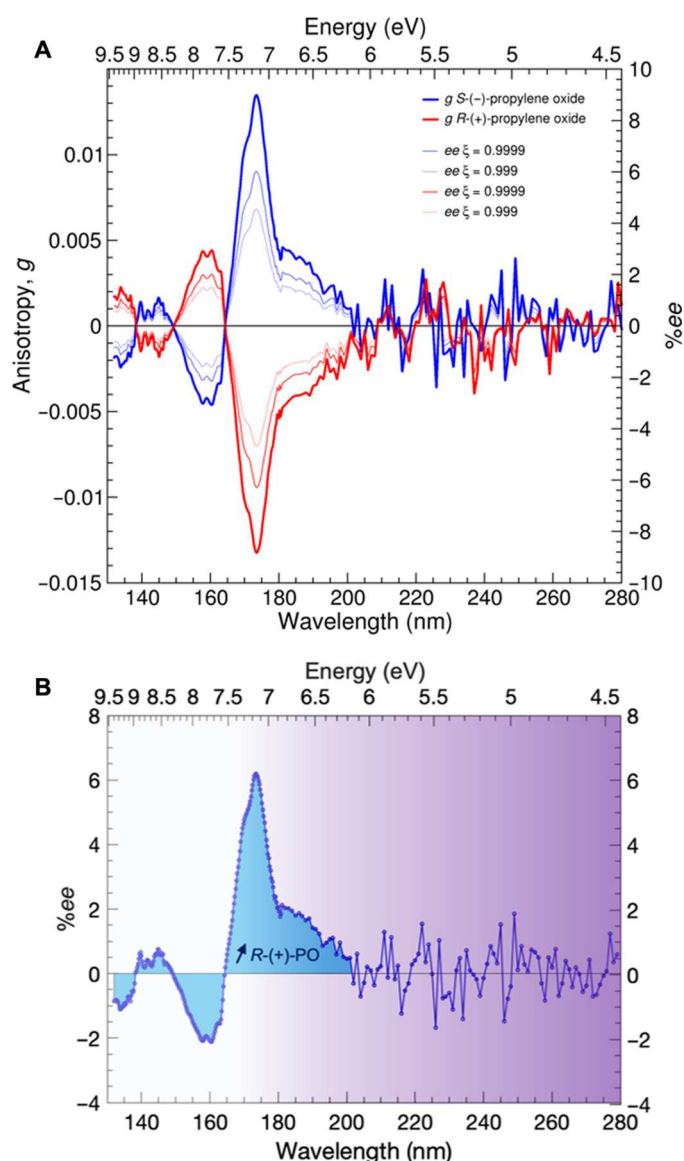 A
Energy (eV)
9.5 9 8.5 8 7.5 7 6.5 6 5.5 5 4.5
g S-(−)-propylene oxide
g R-(+)-propylene oxide
ee ξ = 0.9999
ee ξ = 0.999
ee ξ = 0.9999
ee ξ = 0.999
Anisotropy, g
0.01
0.005
0
−0.005
−0.01
−0.015
10
8
6
4
2
0
−2
−4
−6
−8
−10
%ee
140 160 180 200 220 240 260 280
Wavelength (nm)
B
Energy (eV)
9.5 9 8.5 8 7.5 7 6.5 6 5.5 5 4.5
8
6
4
2
0
−2
−4
%ee
R-(+)-PO
8
6
4
2
0
−2
−4
%ee
140 160 180 200 220 240 260 280
Wavelength (nm)